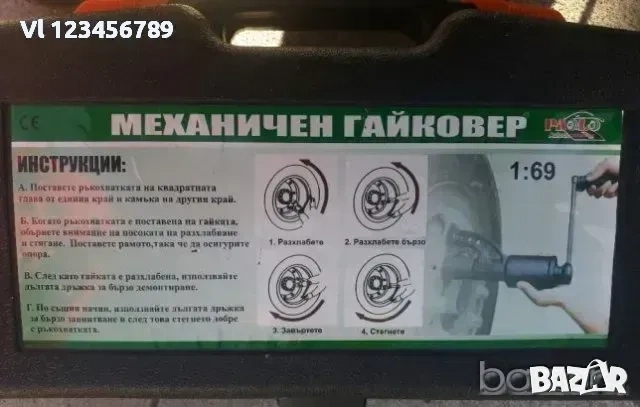 Vl 123456789
CE
МЕХАНИЧЕН ГАЙКОВЕР
ИНСТРУКЦИИ:
А. Поставете ръкохватката на квадратната
глава от единия край и камъка на другия край.
Б. Когато ръкохватката е поставена на гайката,
обърнете внимание на посоката на разхлабване
и стягане. Поставете рамото,така че да осигурите
опора.
В. След като гайката е разхлабена, използвайте
дългата дръжка за бързо демонтиране.
Г. По същия начин, използвайте дългата дръжка
за бързо завинтване и след това стегнето добре
с ръкохватката.
1. Разхлабете
2. Разхлабете бързо
3. Завъртете
4. Стегнете
1:69
bazar
BAZAR